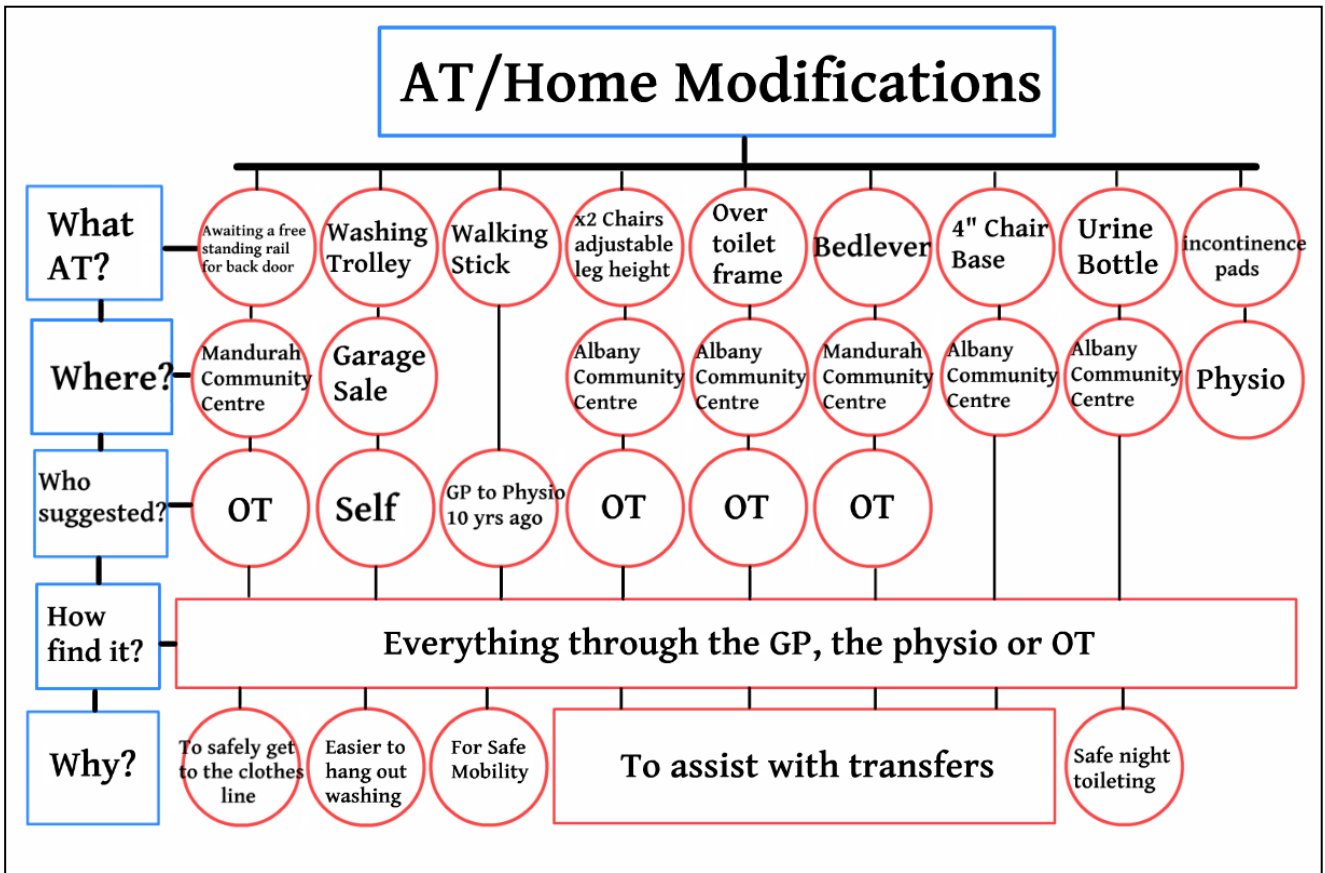 AT/Home Modifications
What
AT?
Awaiting a free
standing rail
for back door
Washing
Trolley
Walking
Stick
x2 Chairs
adjustable
leg height
Over
toilet
frame
Bedlever
4" Chair
Base
Urine
Bottle
incontinence
pads
Where?
Mandurah
Community
Centre
Garage
Sale
Albany
Community
Centre
Albany
Community
Centre
Mandurah
Community
Centre
Albany
Community
Centre
Albany
Community
Centre
Physio
Who
suggested?
OT
Self
GP to Physio
10 yrs ago
OT
OT
OT
How
find it?
Everything through the GP, the physio or OT
Why?
To safely get
to the clothes
line
Easier to
hang out
washing
For Safe
Mobility
To assist with transfers
Safe night
toileting